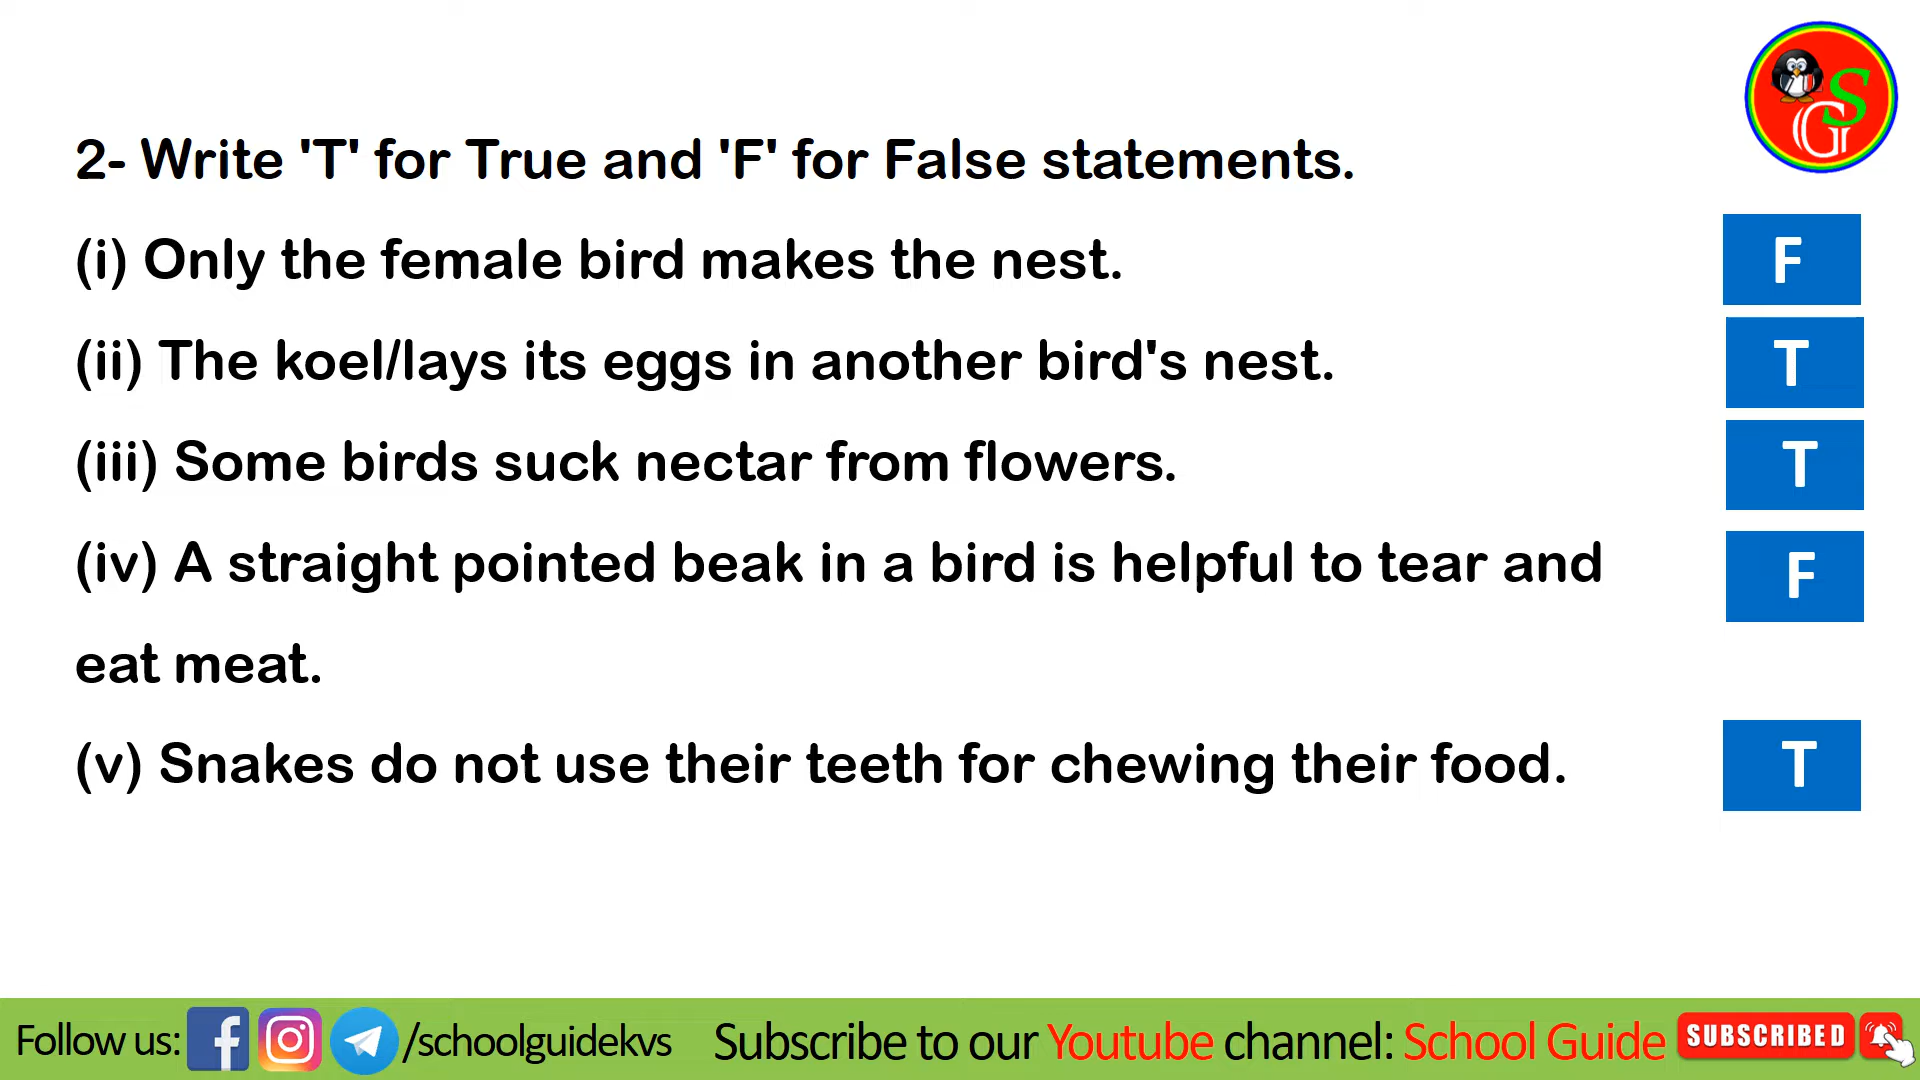 SG
2- Write 'T' for True and 'F' for False statements.
(i) Only the female bird makes the nest. F
(ii) The koel/lays its eggs in another bird's nest. T
(iii) Some birds suck nectar from flowers. T
(iv) A straight pointed beak in a bird is helpful to tear and F
eat meat.
(v) Snakes do not use their teeth for chewing their food. T
Follow us: /schoolguidekvs Subscribe to our Youtube channel: School Guide SUBSCRIBED